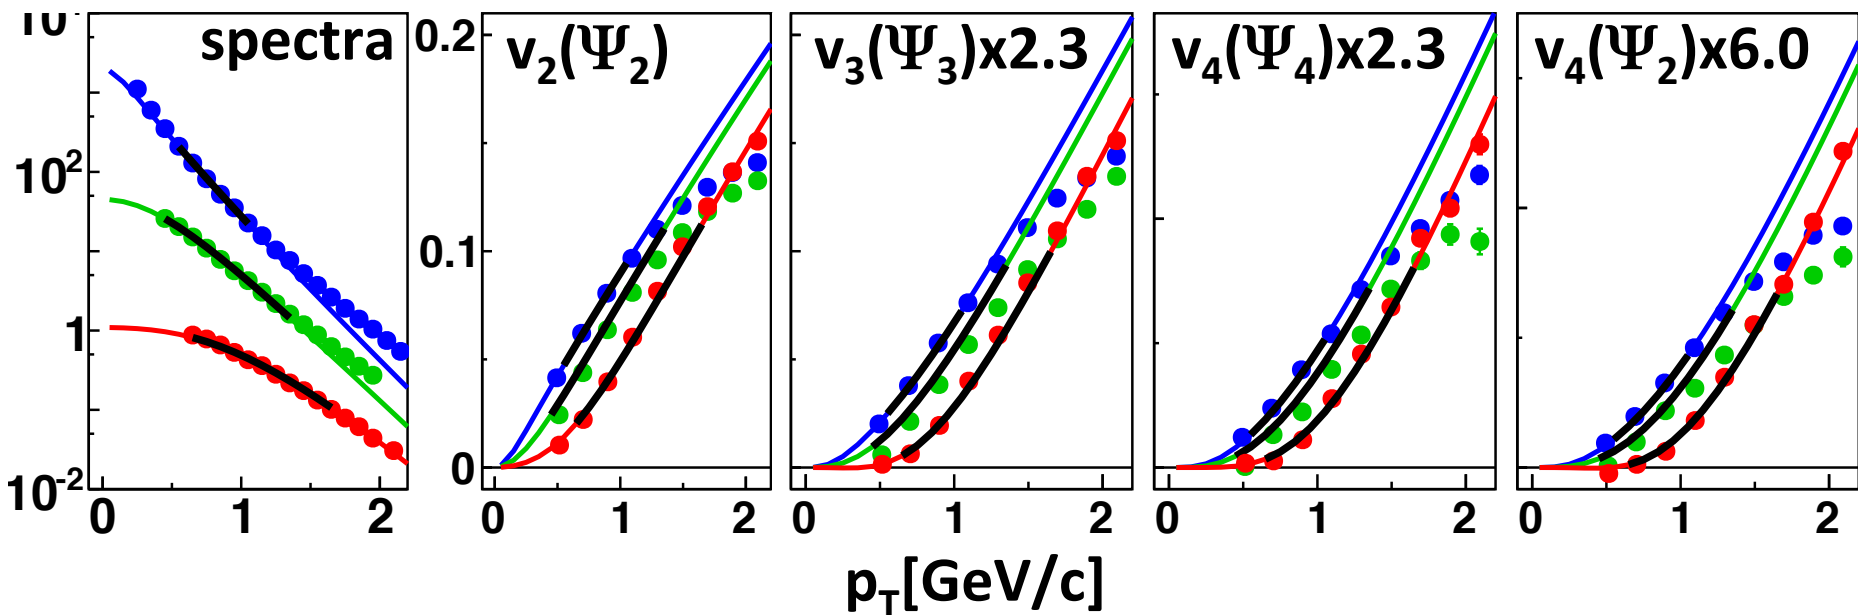 spectra
v₂(Ψ₂)
v₃(Ψ₃)x2.3
v₄(Ψ₄)x2.3
v₄(Ψ₂)x6.0
10²
1
10⁻²
0.2
0.1
0
0 1 2
0 1 2
0 1 2
0 1 2
0 1 2
p_T[GeV/c]